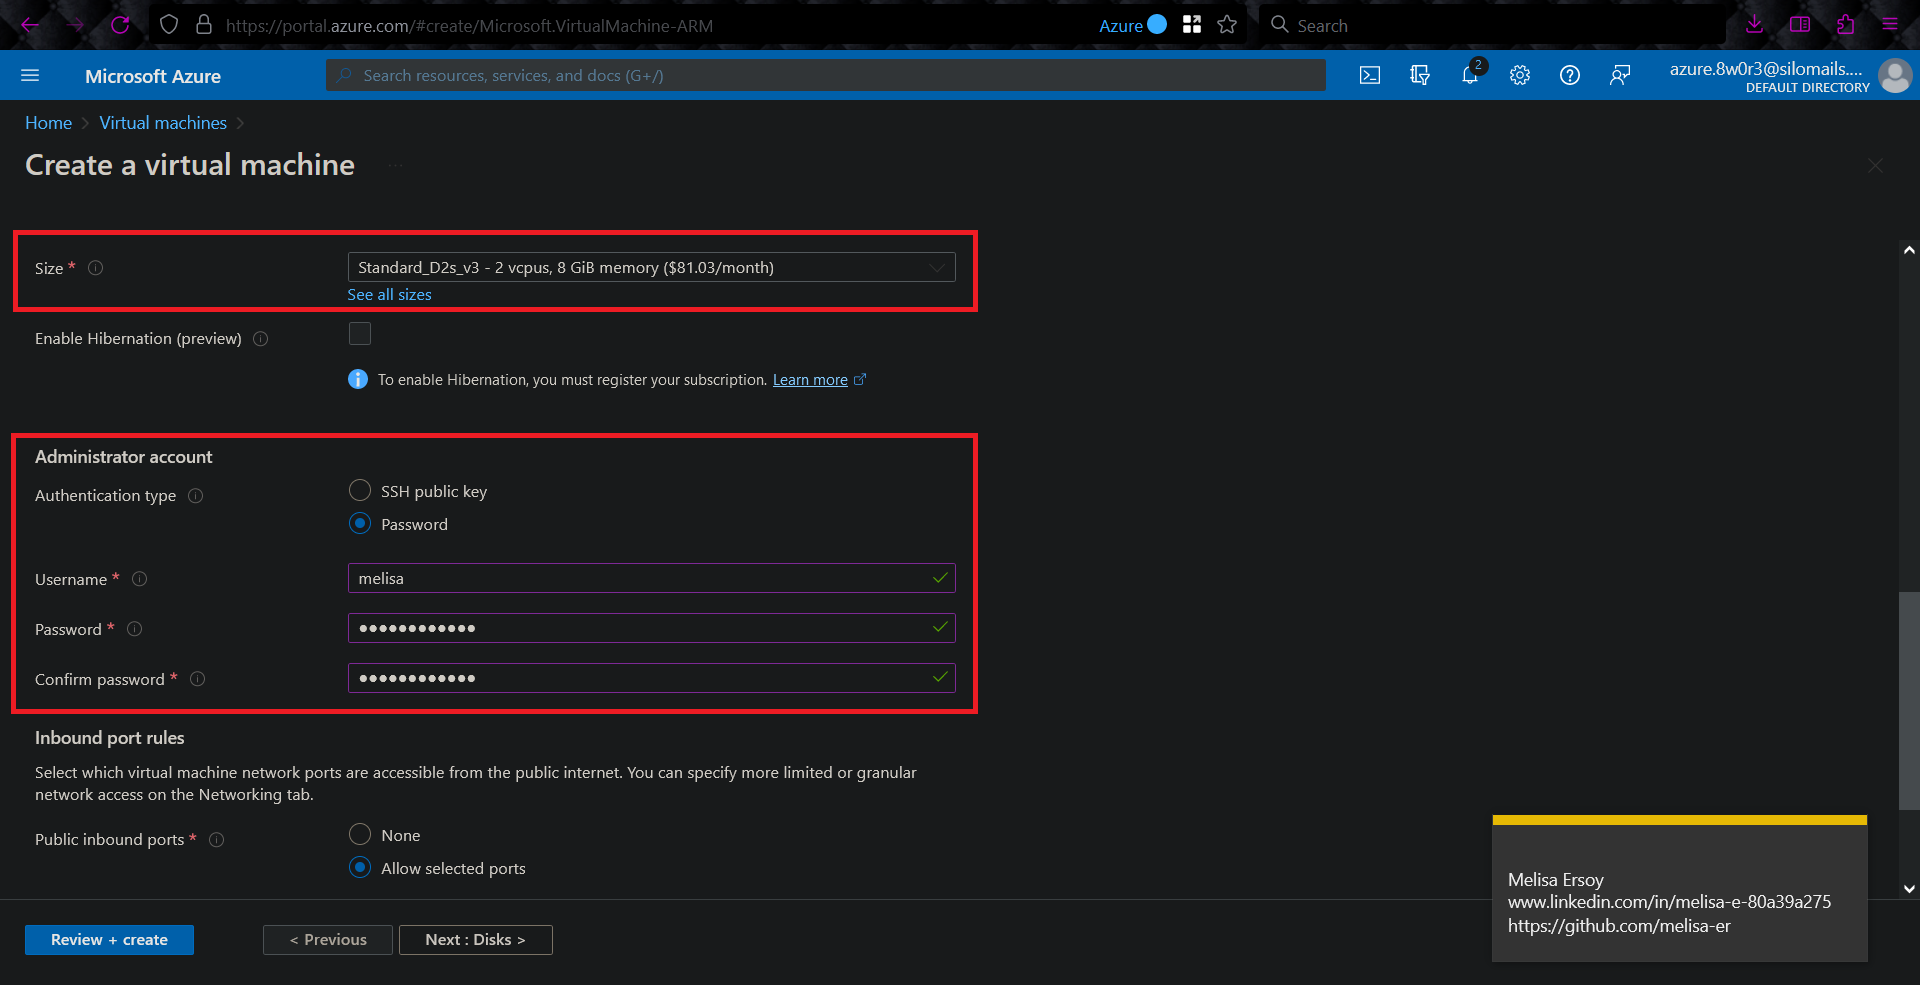 https://portal.azure.com/#create/Microsoft.VirtualMachine-ARM
Azure
Search
Microsoft Azure
Search resources, services, and docs (G+/)
2
azure.8w0r3@silomails....
DEFAULT DIRECTORY
Home > Virtual machines >
Create a virtual machine ...
Size *
Standard_D2s_v3 - 2 vcpus, 8 GiB memory ($81.03/month)
See all sizes
Enable Hibernation (preview)
To enable Hibernation, you must register your subscription. Learn more
Administrator account
Authentication type
SSH public key
Password
Username *
melisa
Password *
●●●●●●●●●●●●
Confirm password *
●●●●●●●●●●●●
Inbound port rules
Select which virtual machine network ports are accessible from the public internet. You can specify more limited or granular
network access on the Networking tab.
Public inbound ports *
None
Allow selected ports
Review + create
< Previous
Next : Disks >
Melisa Ersoy
www.linkedin.com/in/melisa-e-80a39a275
https://github.com/melisa-er